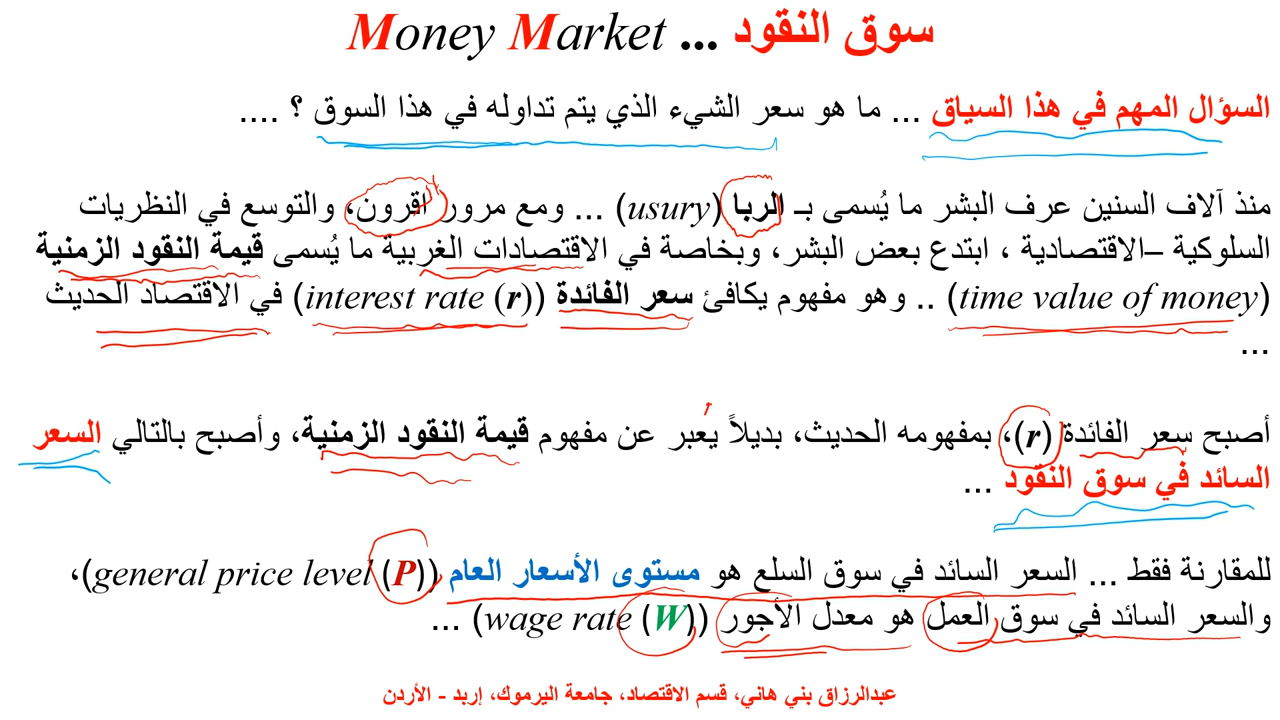 سوق النقود ... Money Market
السؤال المهم في هذا السياق ... ما هو سعر الشيء الذي يتم تداوله في هذا السوق ؟ ....
منذ آلاف السنين عرف البشر ما يُسمى بـ الربا (usury) ... ومع مرور اقرون، والتوسع في النظريات
السلوكية –الاقتصادية ، ابتدع بعض البشر، وبخاصة في الاقتصادات الغربية ما يُسمى قيمة النقود الزمنية
(time value of money) .. وهو مفهوم يكافئ سعر الفائدة (interest rate (r)) في الاقتصاد الحديث
...
أصبح سعر الفائدة (r)، بمفهومه الحديث، بديلاً يعبر عن مفهوم قيمة النقود الزمنية، وأصبح بالتالي السعر
السائد في سوق النقود ...
للمقارنة فقط ... السعر السائد في سوق السلع هو مستوى الأسعار العام (general price level (P))،
والسعر السائد في سوق العمل هو معدل الأجور (wage rate (W)) ...
عبدالرزاق بني هاني، قسم الاقتصاد، جامعة اليرموك، إربد - الأردن